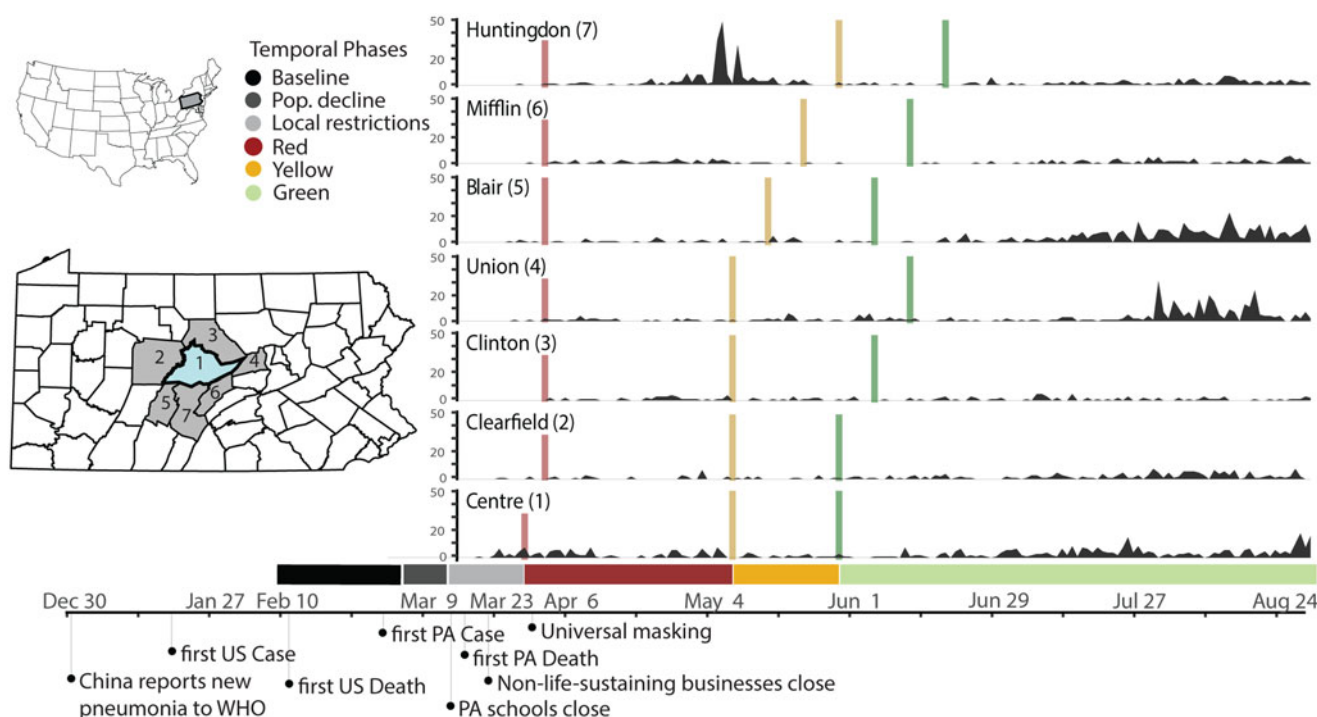 Temporal Phases
Baseline
Pop. decline
Local restrictions
Red
Yellow
Green
3
2
1
4
6
5
7
50
20
0
Huntingdon (7)
50
20
0
Mifflin (6)
50
20
0
Blair (5)
50
20
0
Union (4)
50
20
0
Clinton (3)
50
20
0
Clearfield (2)
50
20
0
Centre (1)
Dec 30 Jan 27 Feb 10 Mar 9 Mar 23 Apr 6 May 4 Jun 1 Jun 29 Jul 27 Aug 24
first PA Case
Universal masking
first US Case
first PA Death
China reports new
pneumonia to WHO
first US Death
Non-life-sustaining businesses close
PA schools close